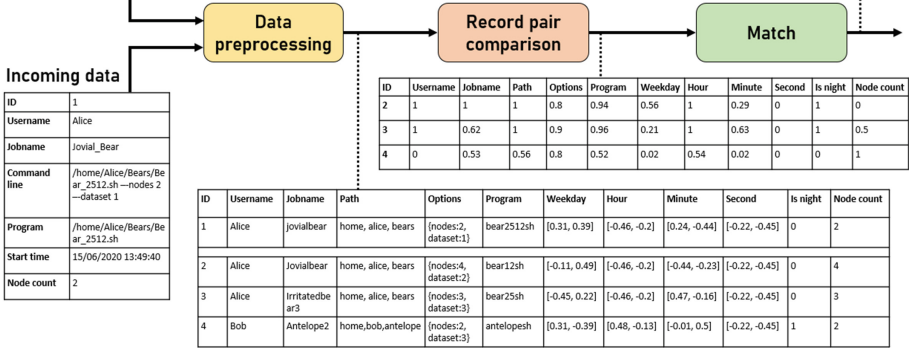 Data
preprocessing
Record pair
comparison
Match
Incoming data
ID 1
Username Alice
Jobname Jovial_Bear
Command
line
/home/Alice/Bears/Be
ar_2512.sh —nodes 2
—dataset 1
Program
/home/Alice/Bears/Be
ar_2512.sh
Start time 15/06/2020 13:49:40
Node count 2
ID Username Jobname Path Options Program Weekday Hour Minute Second Is night Node count
2 1 1 1 0.8 0.94 0.56 1 0.29 0 1 0
3 1 0.62 1 0.9 0.96 0.21 1 0.63 0 1 0.5
4 0 0.53 0.56 0.8 0.52 0.02 0.54 0.02 0 0 1
ID Username Jobname Path Options Program Weekday Hour Minute Second Is night Node count
1 Alice jovialbear home, alice, bears {nodes:2, bear2512sh [0.31, 0.39] [-0.46, -0.2] [0.24, -0.44] [-0.22, -0.45] 0 2
dataset:1}
2 Alice Jovialbear home, alice, bears {nodes:4, bear12sh [-0.11, 0.49] [-0.46, -0.2] [-0.44, -0.23] [-0.22, -0.45] 0 4
dataset:2}
3 Alice Irritatedbe home, alice, bears {nodes:3, bear25sh [-0.45, 0.22] [-0.46, -0.2] [0.47, -0.16] [-0.22, -0.45] 0 3
ar3 dataset:3}
4 Bob Antelope2 home,bob,antelope {nodes:2, antelopesh [0.31, -0.39] [0.48, -0.13] [-0.01, 0.5] [-0.22, -0.45] 1 2
dataset:3}